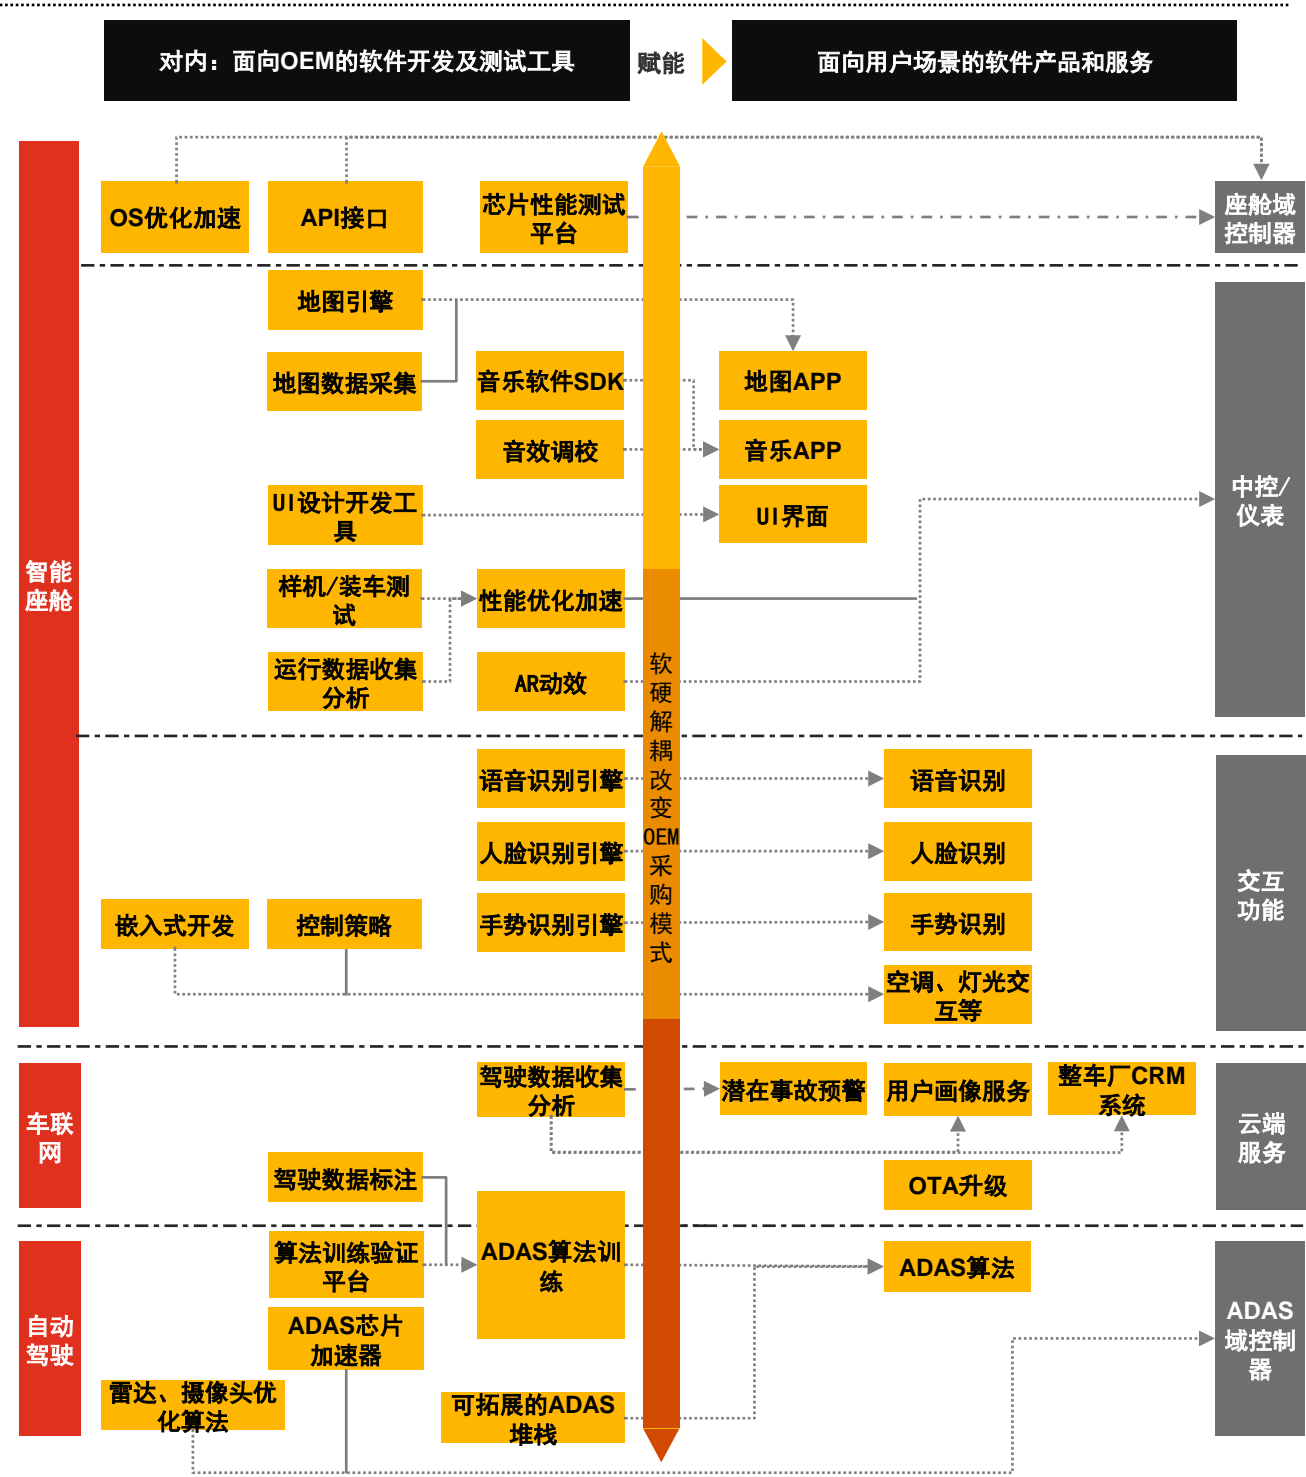 对内：面向OEM的软件开发及测试工具
赋能
面向用户场景的软件产品和服务
智能
座舱
OS优化加速
API接口
芯片性能测试
平台
座舱域
控制器
地图引擎
地图数据采集
音乐软件SDK
地图APP
音效调校
音乐APP
UI设计开发工
具
UI界面
中控/
仪表
样机/装车测
试
性能优化加速
运行数据收集
分析
AR动效
软
硬
解
耦
改
变
OEM
采
购
模
式
语音识别引擎
语音识别
人脸识别引擎
人脸识别
嵌入式开发
控制策略
手势识别引擎
手势识别
空调、灯光交
互等
交互
功能
车联
网
驾驶数据收集
分析
潜在事故预警
用户画像服务
整车厂CRM
系统
驾驶数据标注
OTA升级
云端
服务
自动
驾驶
算法训练验证
平台
ADAS算法训
练
ADAS算法
ADAS芯片
加速器
雷达、摄像头优
化算法
可拓展的ADAS
堆栈
ADAS
域控制
器